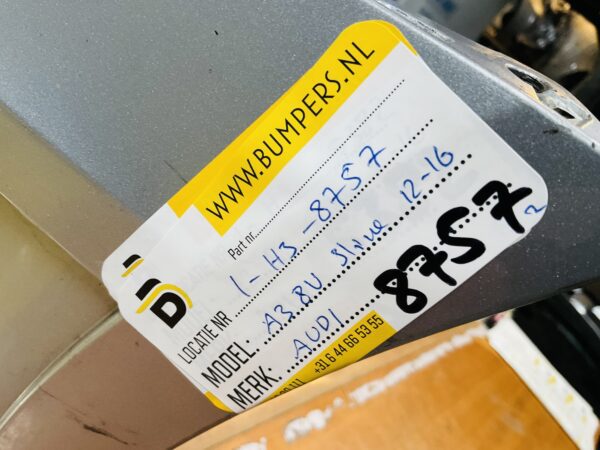 WWW.BUMPERS.NL
Part nr.
LOCATIE NR 1-H3-8757
MODEL: A3 8V Sline 12-16
MERK: AUDI 8757
+31 6 44 66 53 55